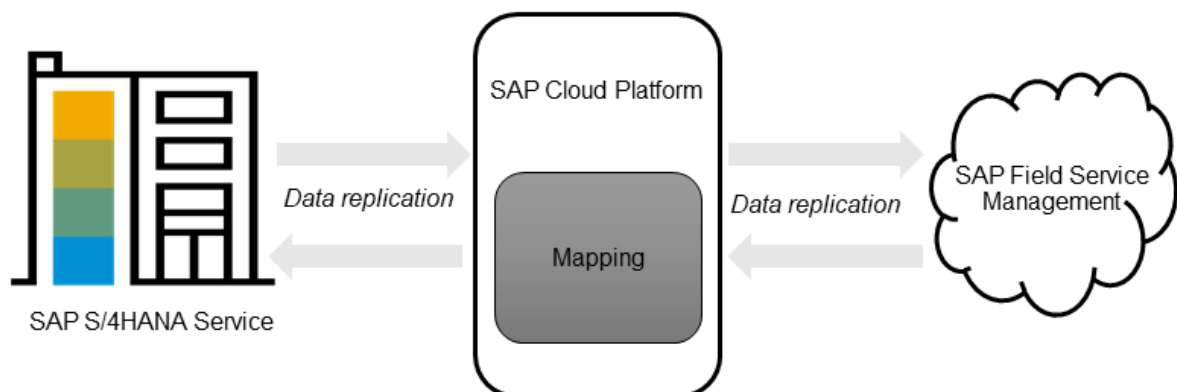 SAP Cloud Platform
Data replication
Mapping
Data replication
SAP Field Service
Management
SAP S/4HANA Service